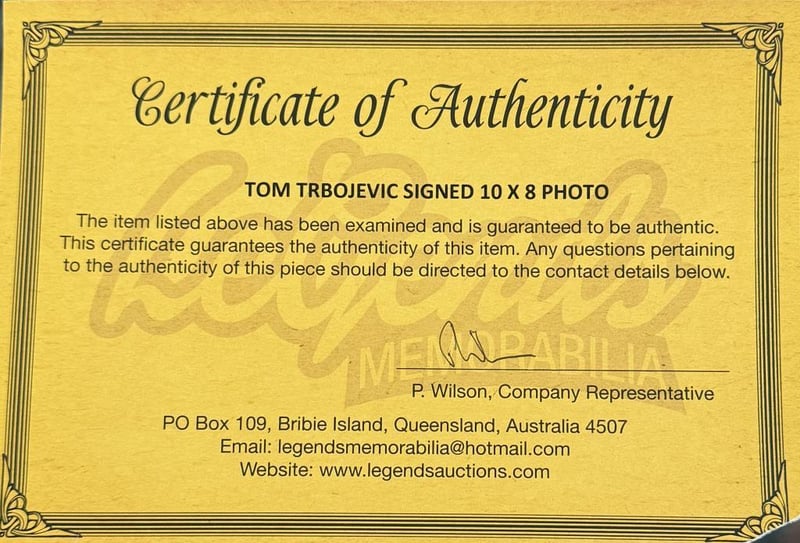 Certificate of Authenticity
Legends
MEMORABILIA
TOM TRBOJEVIC SIGNED 10 X 8 PHOTO
The item listed above has been examined and is guaranteed to be authentic.
This certificate guarantees the authenticity of this item. Any questions pertaining
to the authenticity of this piece should be directed to the contact details below.
P. Wilson, Company Representative
PO Box 109, Bribie Island, Queensland, Australia 4507
Email: legendsmemorabilia@hotmail.com
Website: www.legendsauctions.com